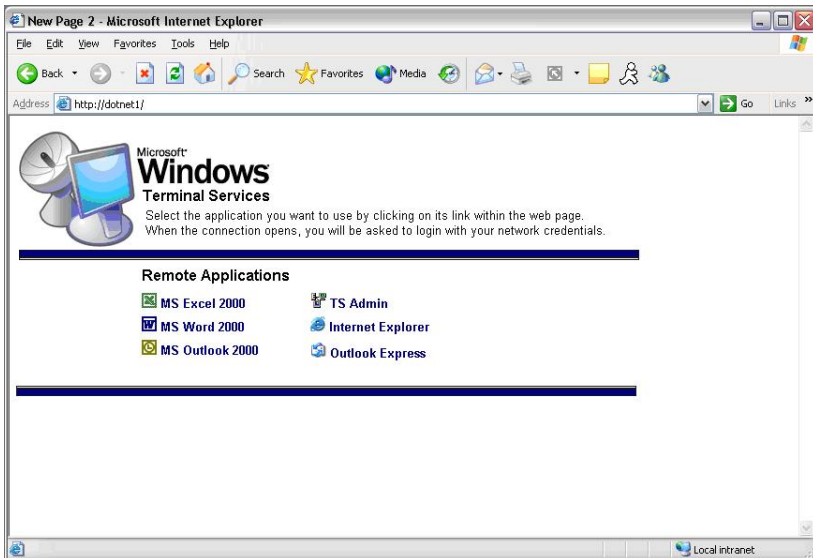 New Page 2 - Microsoft Internet Explorer
File Edit View Favorites Tools Help
Back Search Favorites Media
Address http://dotnet1/ Go Links »
Microsoft
Windows
Terminal Services
Select the application you want to use by clicking on its link within the web page.
When the connection opens, you will be asked to login with your network credentials.
Remote Applications
MS Excel 2000 TS Admin
MS Word 2000 Internet Explorer
MS Outlook 2000 Outlook Express
Local intranet